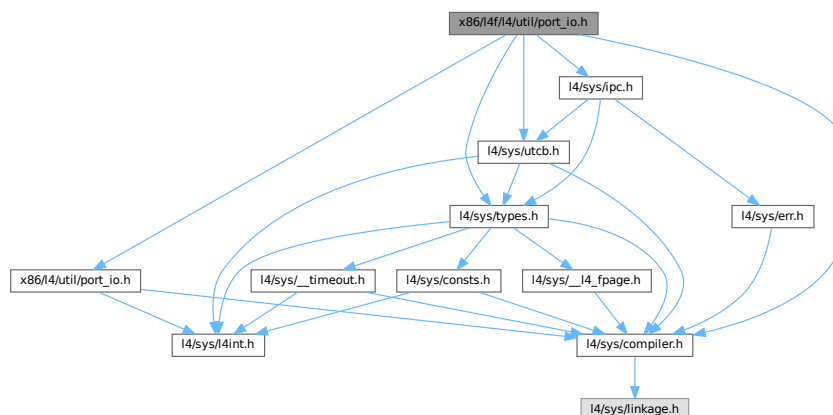 x86/l4f/l4/util/port_io.h
l4/sys/ipc.h
l4/sys/utcb.h
l4/sys/types.h
l4/sys/err.h
x86/l4/util/port_io.h
l4/sys/__timeout.h
l4/sys/consts.h
l4/sys/__l4_fpage.h
l4/sys/l4int.h
l4/sys/compiler.h
l4/sys/linkage.h